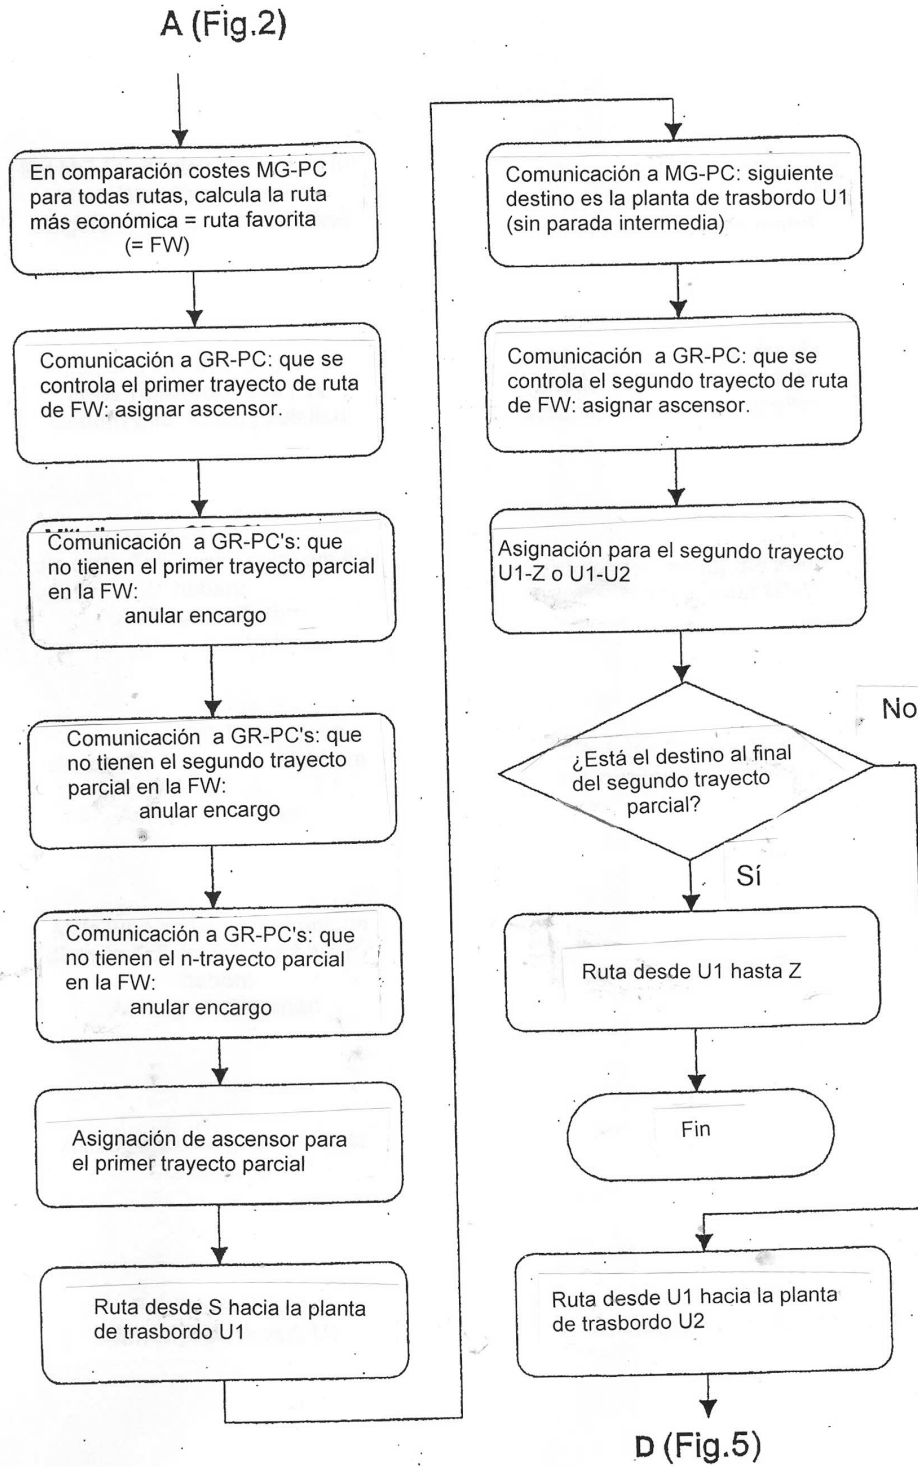 A (Fig.2)
En comparación costes MG-PC
para todas rutas, calcula la ruta
más económica = ruta favorita
(= FW)
Comunicación a GR-PC: que se
controla el primer trayecto de ruta
de FW: asignar ascensor.
Comunicación a GR-PC's: que
no tienen el primer trayecto parcial
en la FW:
anular encargo
Comunicación a GR-PC's: que
no tienen el segundo trayecto
parcial en la FW:
anular encargo
Comunicación a GR-PC's: que
no tienen el n-trayecto parcial
en la FW:
anular encargo
Asignación de ascensor para
el primer trayecto parcial
Ruta desde S hacia la planta
de trasbordo U1
Comunicación a MG-PC: siguiente
destino es la planta de trasbordo U1
(sin parada intermedia)
Comunicación a GR-PC: que se
controla el segundo trayecto de ruta
de FW: asignar ascensor.
Asignación para el segundo trayecto
U1-Z o U1-U2
¿Está el destino al final
del segundo trayecto
parcial?
No
Sí
Ruta desde U1 hasta Z
Fin
Ruta desde U1 hacia la planta
de trasbordo U2
D (Fig.5)